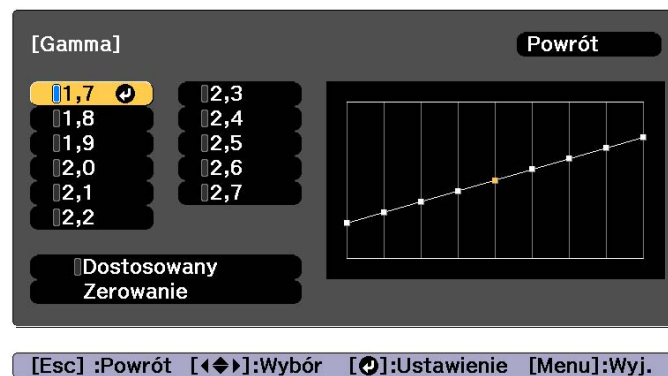 [Gamma]
Powrót
1,7
1,8
1,9
2,0
2,1
2,2
2,3
2,4
2,5
2,6
2,7
Dostosowany
Zerowanie
[Esc] :Powrót [◀◆▶]:Wybór [↵]:Ustawienie [Menu]:Wyj.